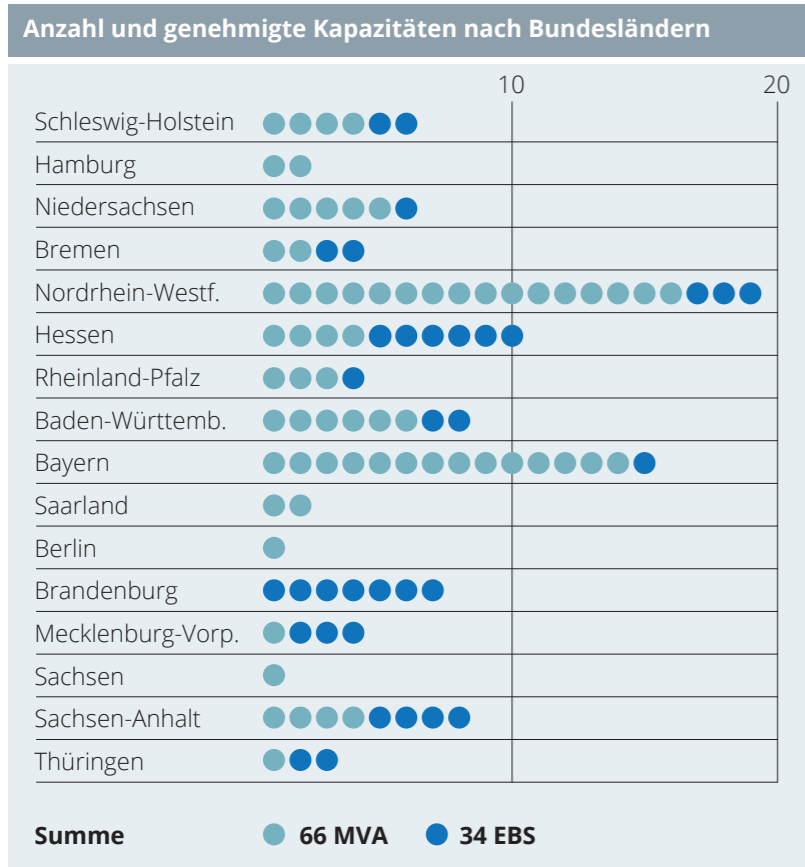 Anzahl und genehmigte Kapazitäten nach Bundesländern
10 20
Schleswig-Holstein
Hamburg
Niedersachsen
Bremen
Nordrhein-Westf.
Hessen
Rheinland-Pfalz
Baden-Württemb.
Bayern
Saarland
Berlin
Brandenburg
Mecklenburg-Vorp.
Sachsen
Sachsen-Anhalt
Thüringen
Summe 66 MVA 34 EBS